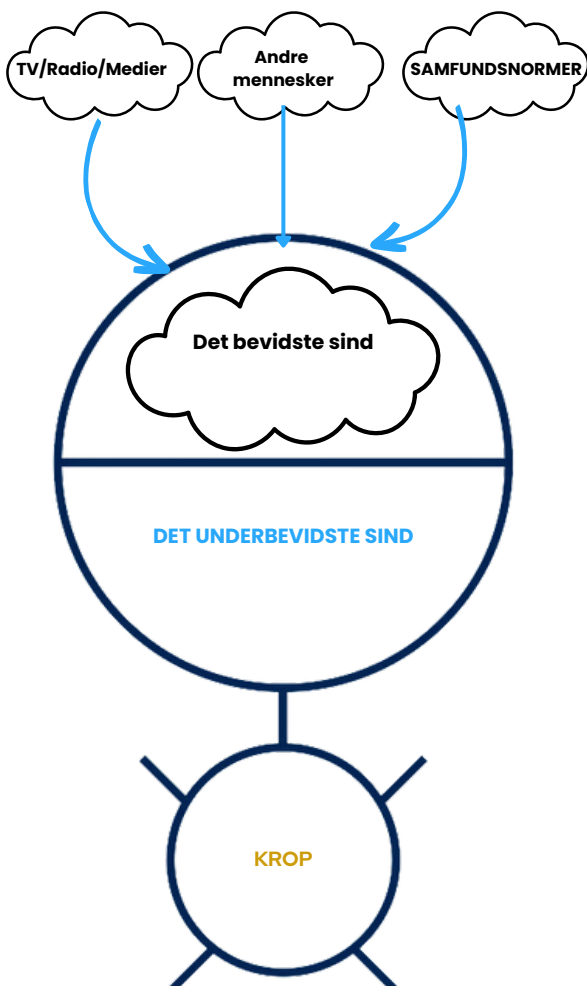 TV/Radio/Medier
Andre
mennesker
SAMFUNDSNORMER
Det bevidste sind
DET UNDERBEVIDSTE SIND
KROP